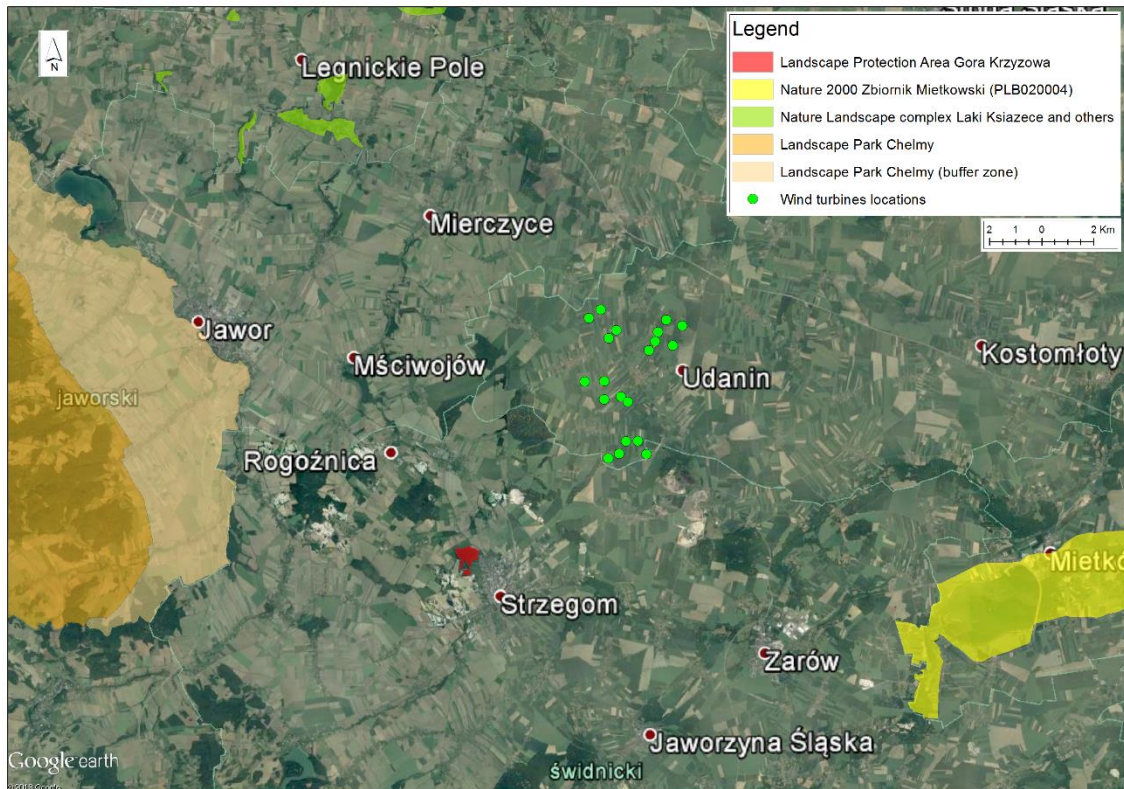 Legend
Landscape Protection Area Gora Krzyzowa
Nature 2000 Zbiornik Mietkowski (PLB020004)
Nature Landscape complex Laki Ksiazece and others
Landscape Park Chelmy
Landscape Park Chelmy (buffer zone)
Wind turbines locations
2 1 0 2 Km
N
Legnickie Pole
Mierczyce
Jawor
Mściwojów
Kostomłoty
Udanin
jaworski
Rogoźnica
Mietkó
Strzegom
Żarów
Jaworzyna Śląska
świdnicki
Google earth